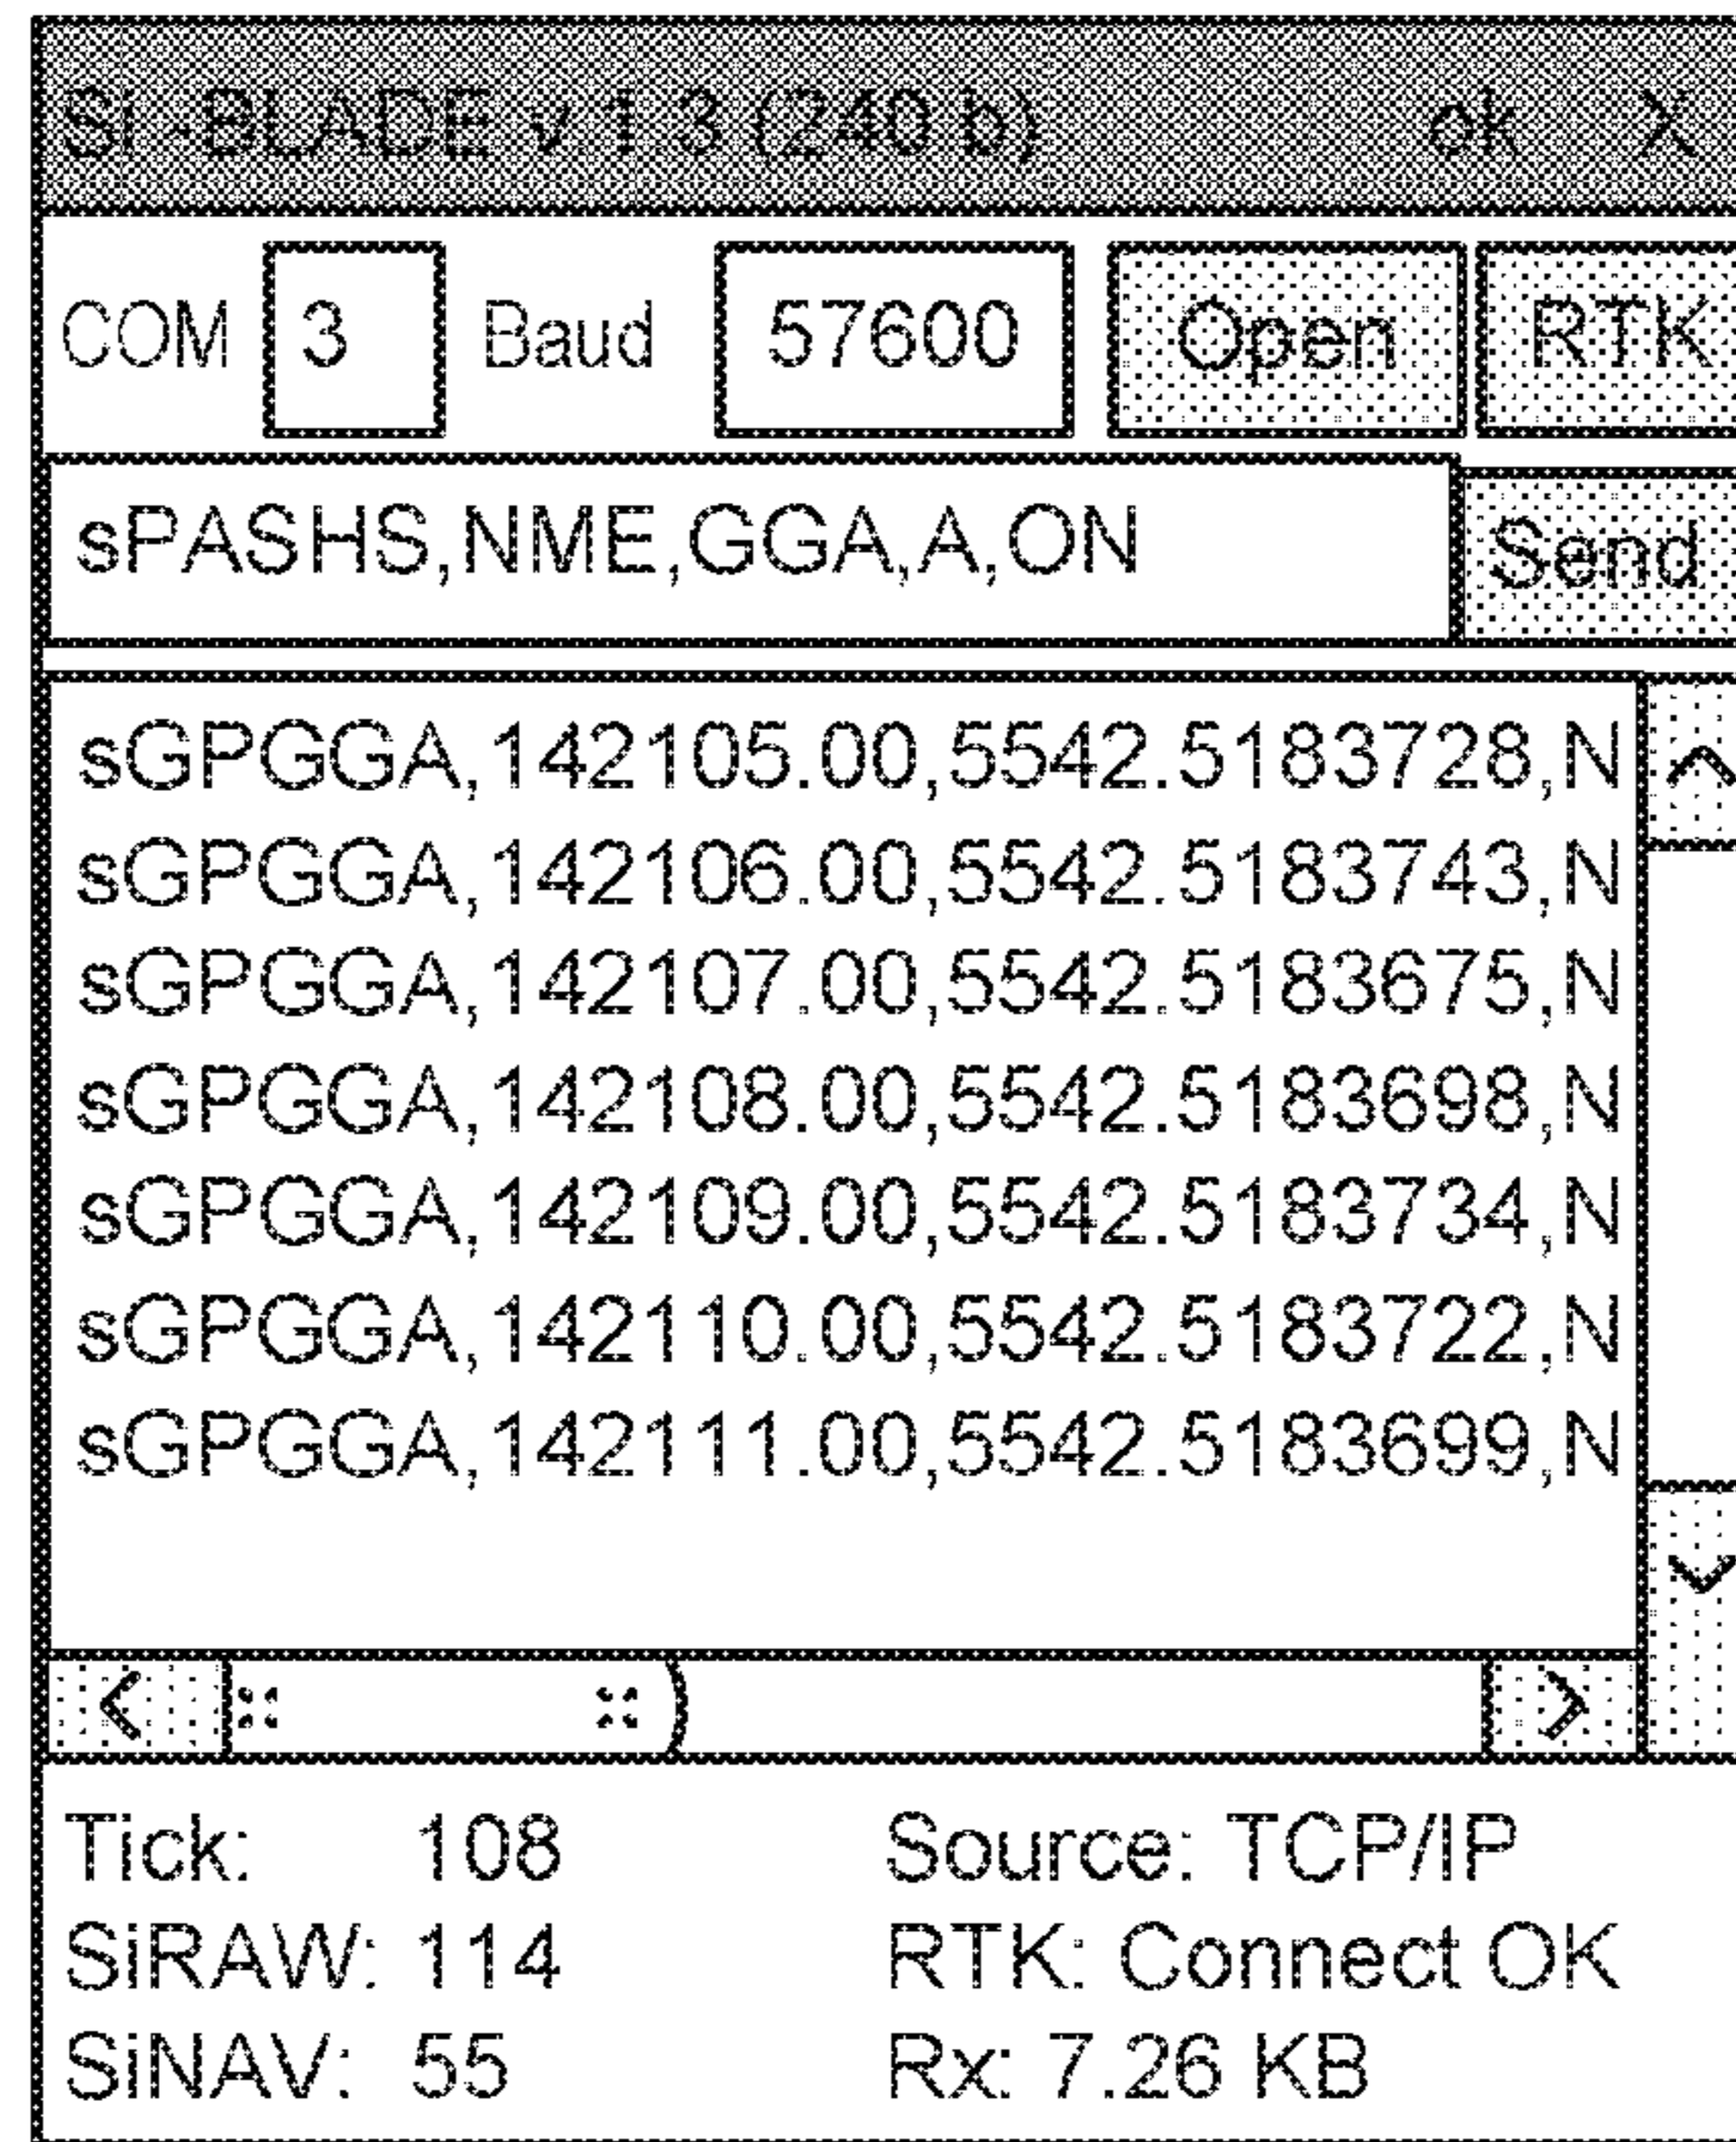 Si - BLADE v. 1.3 (240 b) ok X
COM 3 Baud 57600 Open RTK
sPASHS,NME,GGA,A,ON Send
sGPGGA,142105.00,5542.5183728,N
sGPGGA,142106.00,5542.5183743,N
sGPGGA,142107.00,5542.5183675,N
sGPGGA,142108.00,5542.5183698,N
sGPGGA,142109.00,5542.5183734,N
sGPGGA,142110.00,5542.5183722,N
sGPGGA,142111.00,5542.5183699,N
Tick: 108 Source: TCP/IP
SiRAW: 114 RTK: Connect OK
SiNAV: 55 Rx: 7.26 KB